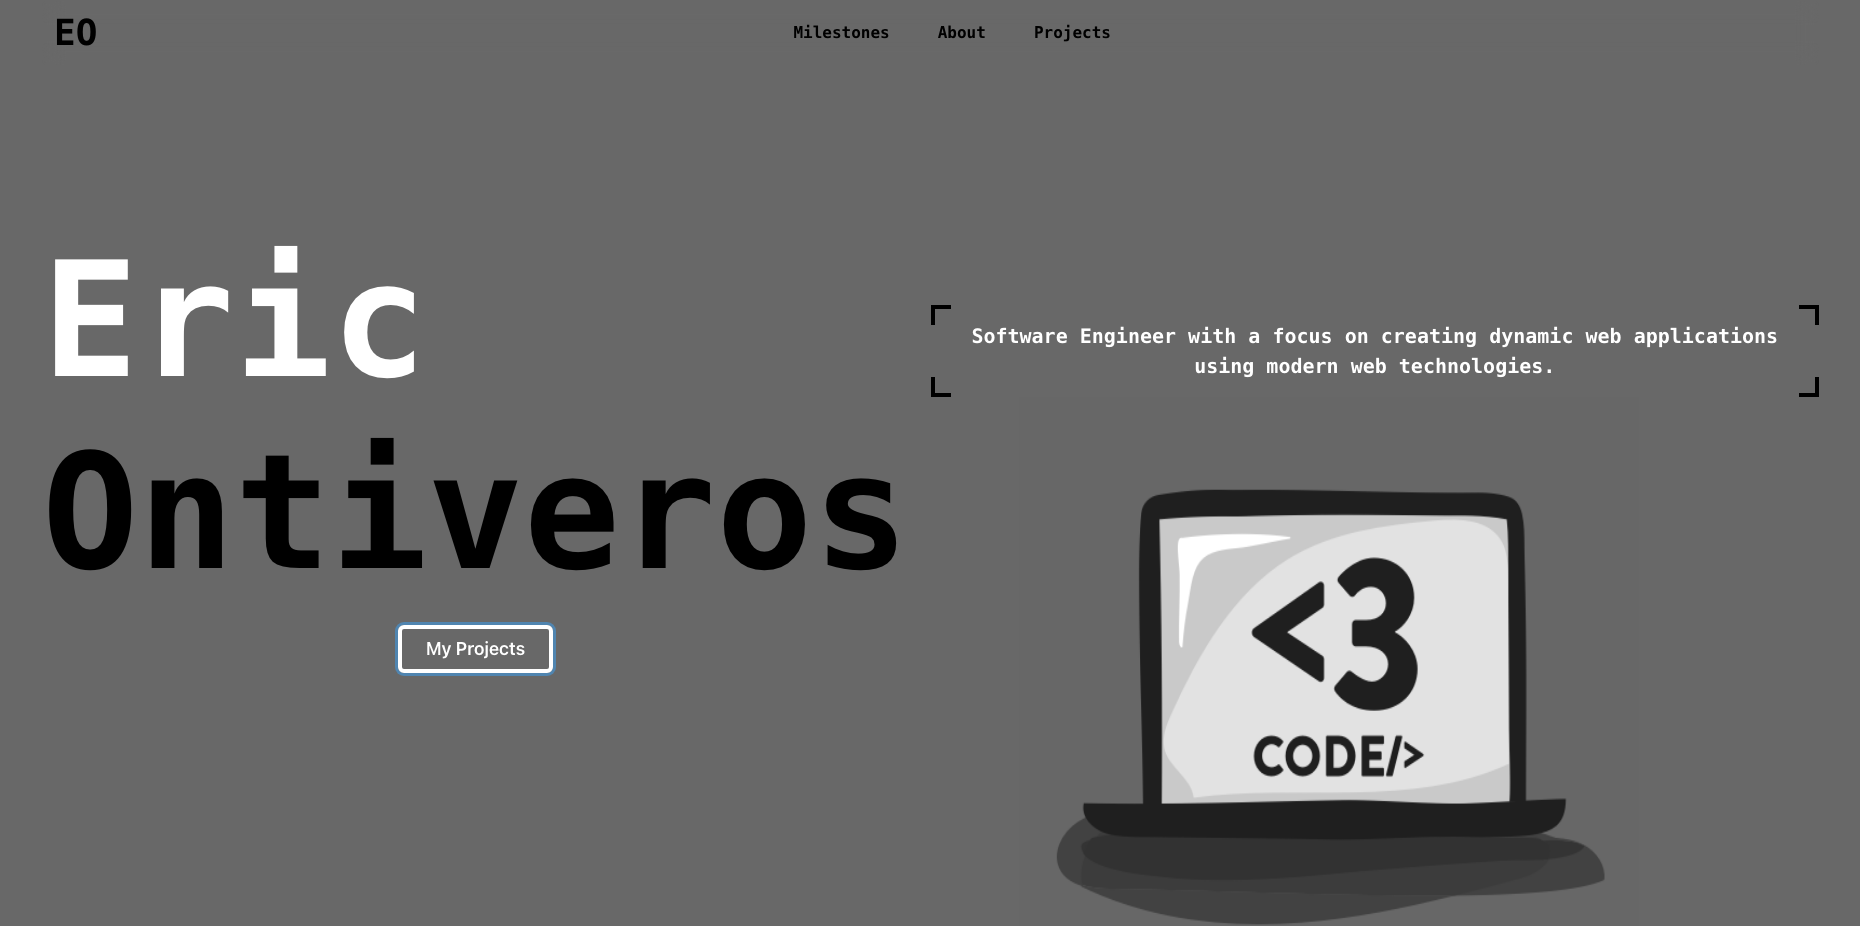 EO
Milestones About Projects
Eric
Ontiveros
My Projects
Software Engineer with a focus on creating dynamic web applications
using modern web technologies.
<3
CODE/>